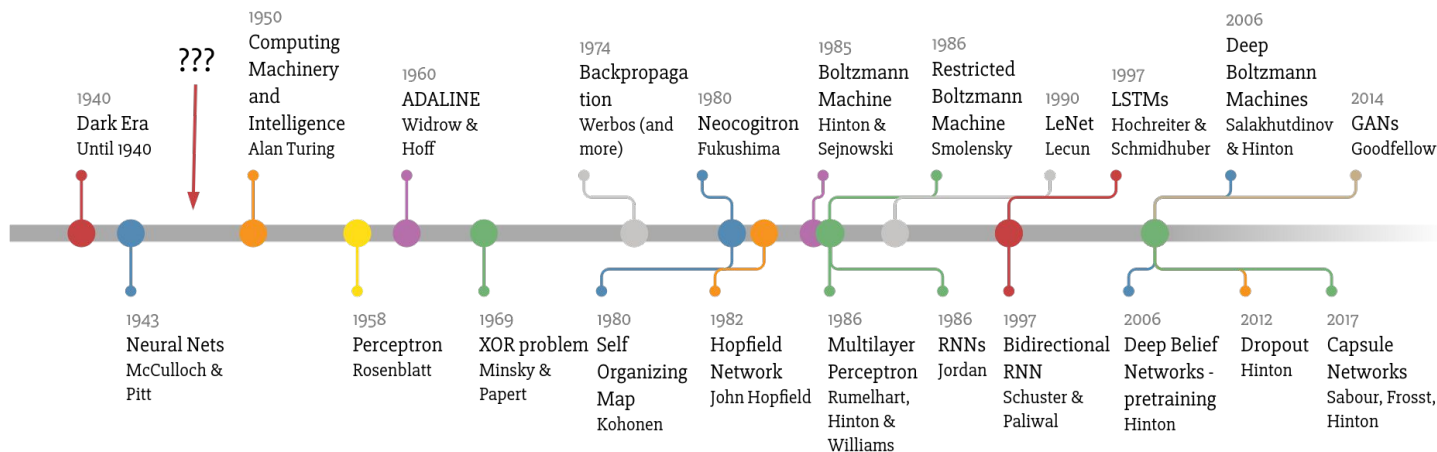 ???
1940
Dark Era
Until 1940
1950
Computing
Machinery
and
Intelligence
Alan Turing
1960
ADALINE
Widrow &
Hoff
1974
Backpropaga
tion
Werbos (and
more)
1980
Neocogitron
Fukushima
1985
Boltzmann
Machine
Hinton &
Sejnowski
1986
Restricted
Boltzmann
Machine
Smolensky
1990
LeNet
Lecun
1997
LSTMs
Hochreiter &
Schmidhuber
2006
Deep
Boltzmann
Machines
Salakhutdinov
& Hinton
2014
GANs
Goodfellow
1943
Neural Nets
McCulloch &
Pitt
1958
Perceptron
Rosenblatt
1969
XOR problem
Minsky &
Papert
1980
Self
Organizing
Map
Kohonen
1982
Hopfield
Network
John Hopfield
1986
Multilayer
Perceptron
Rumelhart,
Hinton &
Williams
1986
RNNs
Jordan
1997
Bidirectional
RNN
Schuster &
Paliwal
2006
Deep Belief
Networks -
pretraining
Hinton
2012
Dropout
Hinton
2017
Capsule
Networks
Sabour, Frosst,
Hinton